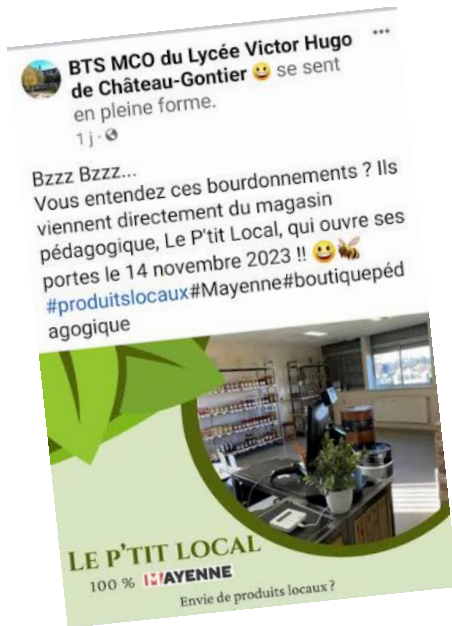 BTS MCO du Lycée Victor Hugo
de Château-Gontier 😀 se sent
en pleine forme.
1 j ·
Bzzz Bzzz...
Vous entendez ces bourdonnements ? Ils
viennent directement du magasin
pédagogique, Le P'tit Local, qui ouvre ses
portes le 14 novembre 2023 !! 😀🐝
#produitslocaux#Mayenne#boutiquepéd
agogique
LE P'TIT LOCAL
100 % MAYENNE
Envie de produits locaux ?